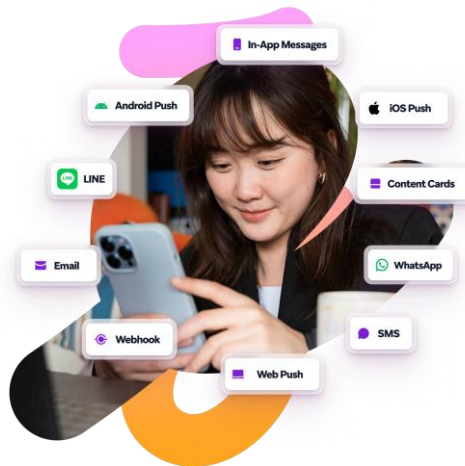 In-App Messages
Android Push
iOS Push
LINE
Content Cards
Email
WhatsApp
Webhook
SMS
Web Push